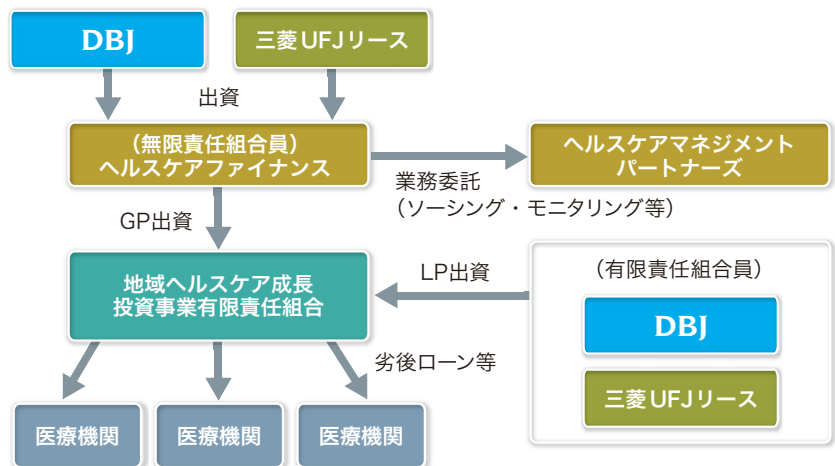 DBJ
三菱UFJリース
出資
(無限責任組合員)
ヘルスケアファイナンス
ヘルスケアマネジメント
パートナーズ
業務委託
(ソーシング・モニタリング等)
GP出資
地域ヘルスケア成長
投資事業有限責任組合
LP出資
(有限責任組合員)
DBJ
三菱UFJリース
劣後ローン等
医療機関
医療機関
医療機関